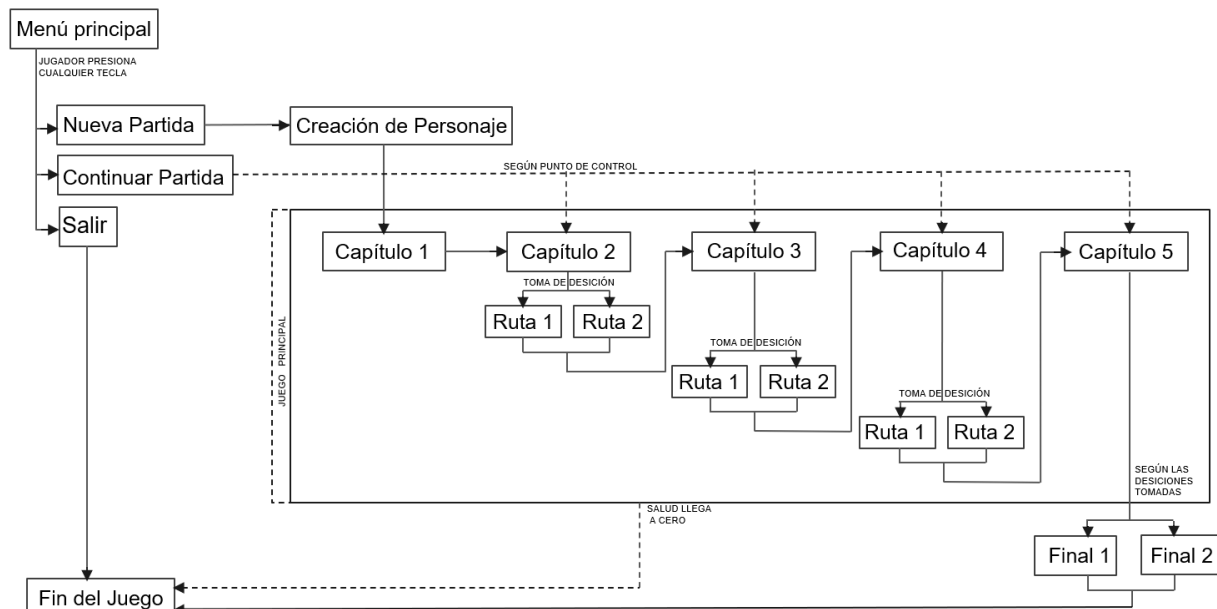 Menú principal
JUGADOR PRESIONA
CUALQUIER TECLA
Nueva Partida
Creación de Personaje
Continuar Partida
SEGÚN PUNTO DE CONTROL
Salir
JUEGO PRINCIPAL
Capítulo 1
Capítulo 2
Capítulo 3
Capítulo 4
Capítulo 5
TOMA DE DESICIÓN
Ruta 1
Ruta 2
TOMA DE DESICIÓN
Ruta 1
Ruta 2
TOMA DE DESICIÓN
Ruta 1
Ruta 2
SEGÚN LAS
DESICIONES
TOMADAS
SALUD LLEGA
A CERO
Final 1
Final 2
Fin del Juego